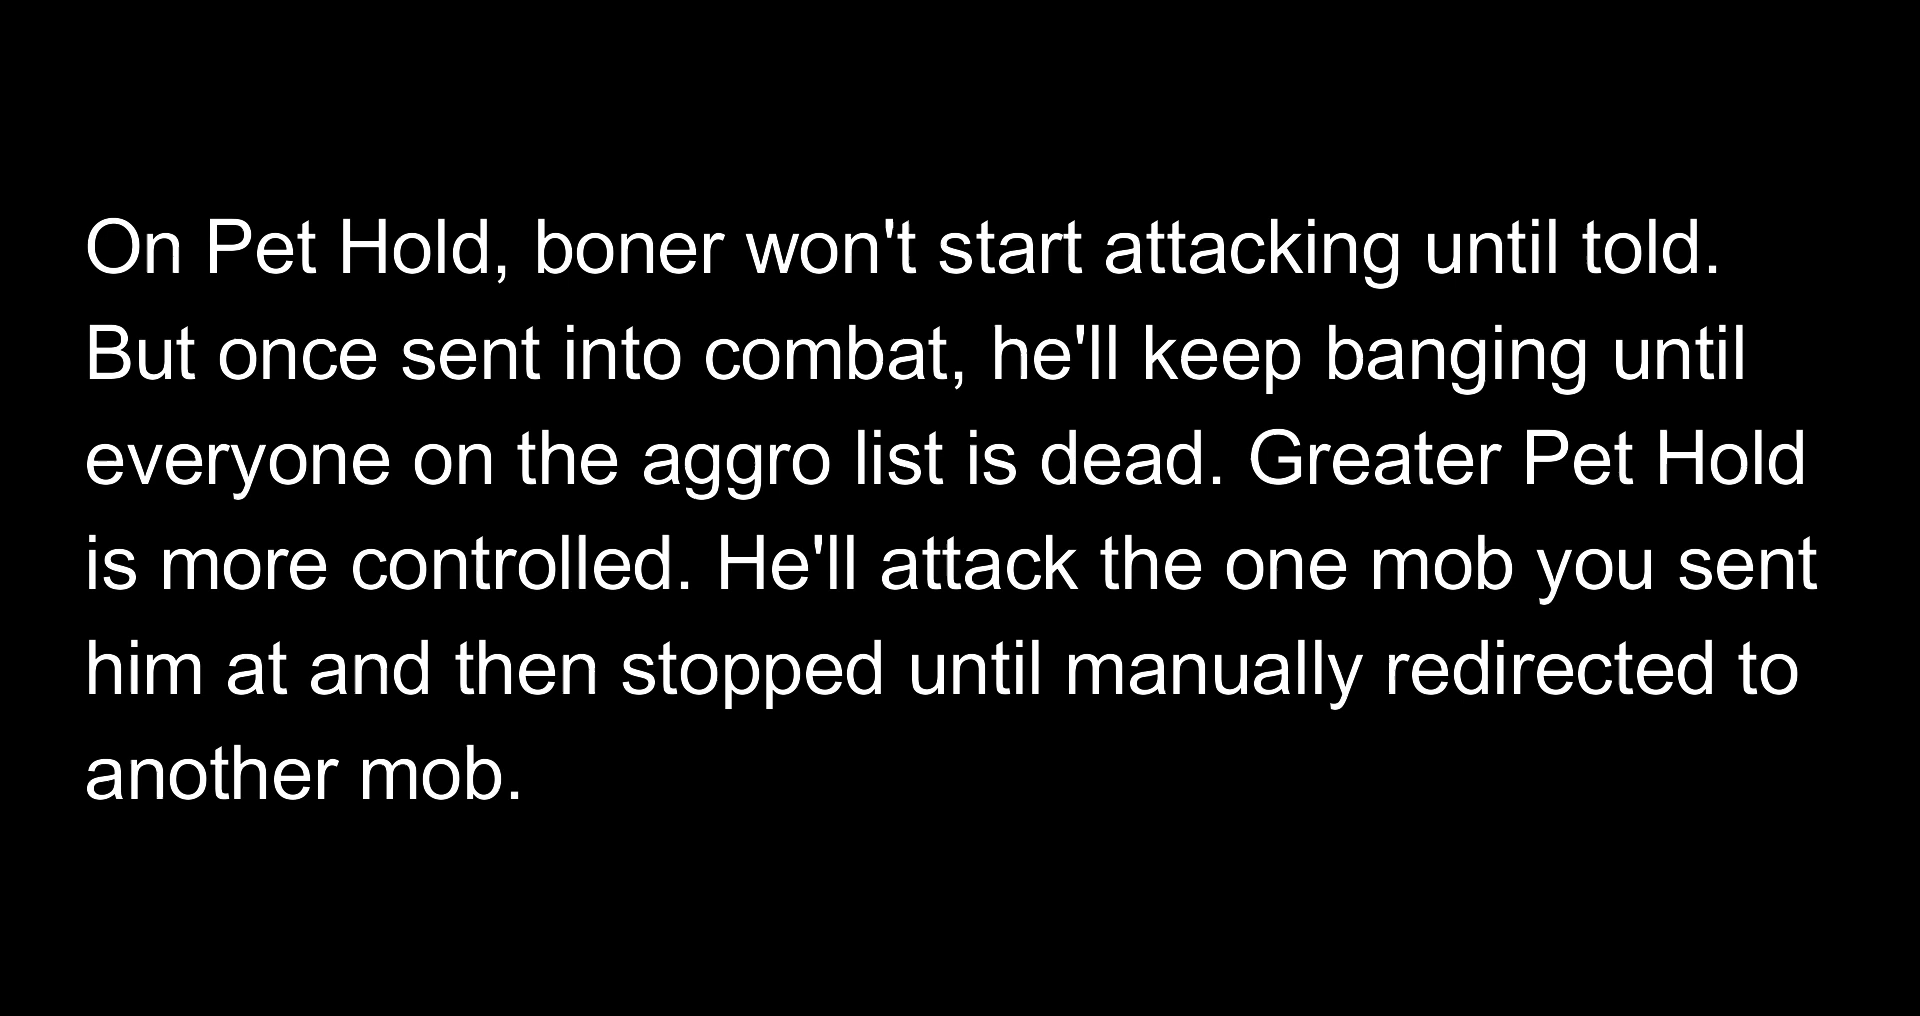 On Pet Hold, boner won't start attacking until told.
But once sent into combat, he'll keep banging until
everyone on the aggro list is dead. Greater Pet Hold
is more controlled. He'll attack the one mob you sent
him at and then stopped until manually redirected to
another mob.